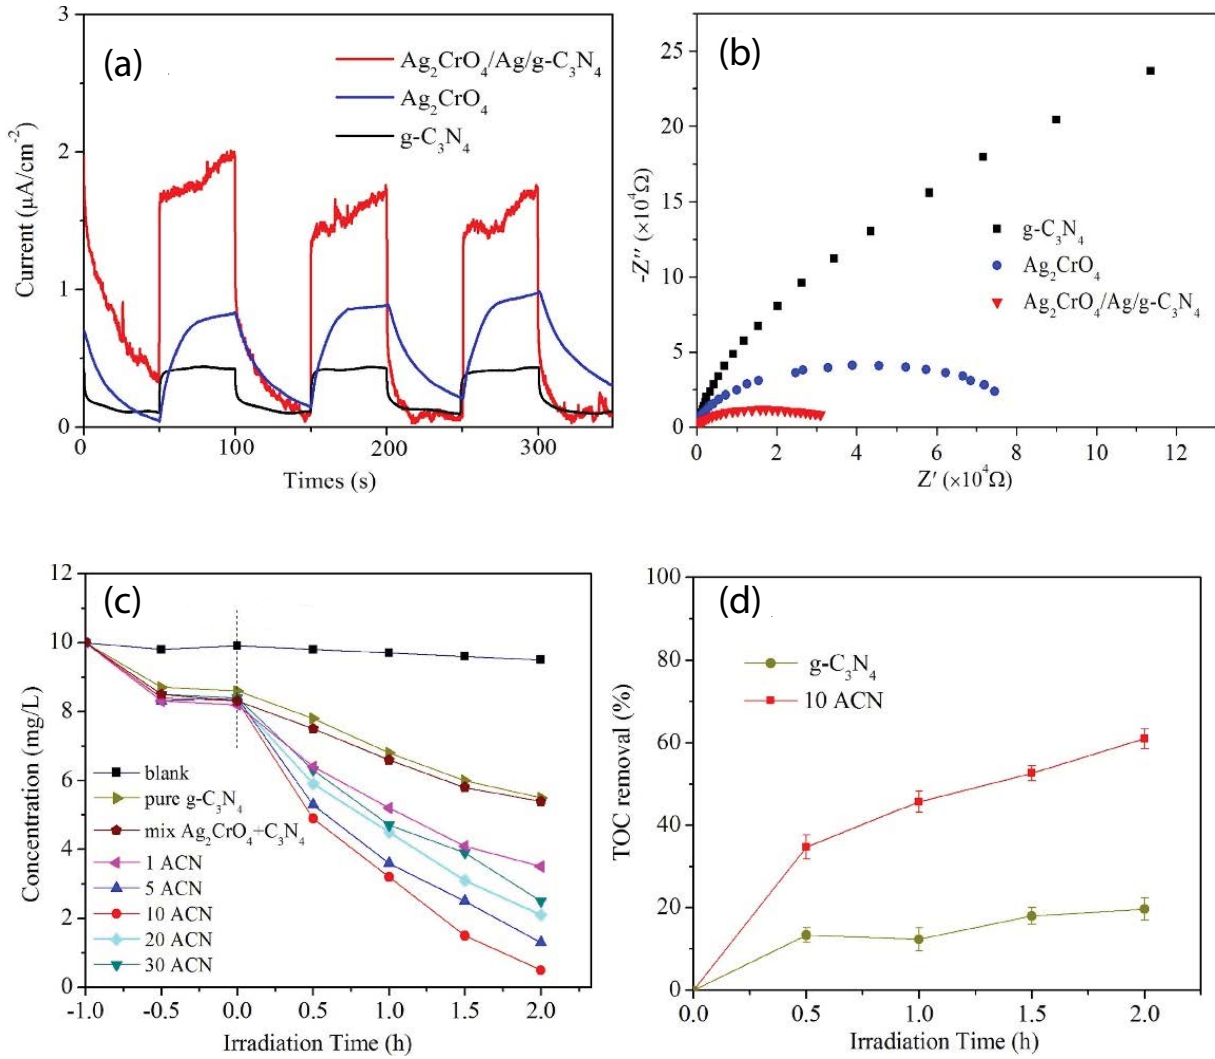 (a)
Ag₂CrO₄/Ag/g-C₃N₄
Ag₂CrO₄
g-C₃N₄
3
2
1
0
Current (μA/cm⁻²)
0
100
200
300
Times (s)
(b)
25
20
15
10
5
0
-Z'' (×10⁴Ω)
g-C₃N₄
Ag₂CrO₄
Ag₂CrO₄/Ag/g-C₃N₄
0
2
4
6
8
10
12
Z' (×10⁴Ω)
(c)
12
10
8
6
4
2
0
Concentration (mg/L)
blank
pure g-C₃N₄
mix Ag₂CrO₄+C₃N₄
1 ACN
5 ACN
10 ACN
20 ACN
30 ACN
-1.0
-0.5
0.0
0.5
1.0
1.5
2.0
Irradiation Time (h)
(d)
100
80
60
40
20
0
TOC removal (%)
g-C₃N₄
10 ACN
0.0
0.5
1.0
1.5
2.0
Irradiation Time (h)